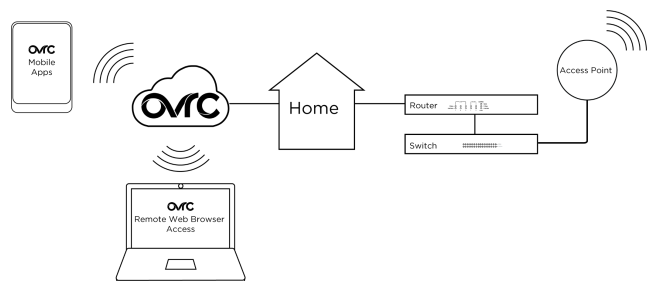 OvrC
Mobile
Apps
OvrC
Home
Router
Switch
Access Point
OvrC
Remote Web Browser
Access